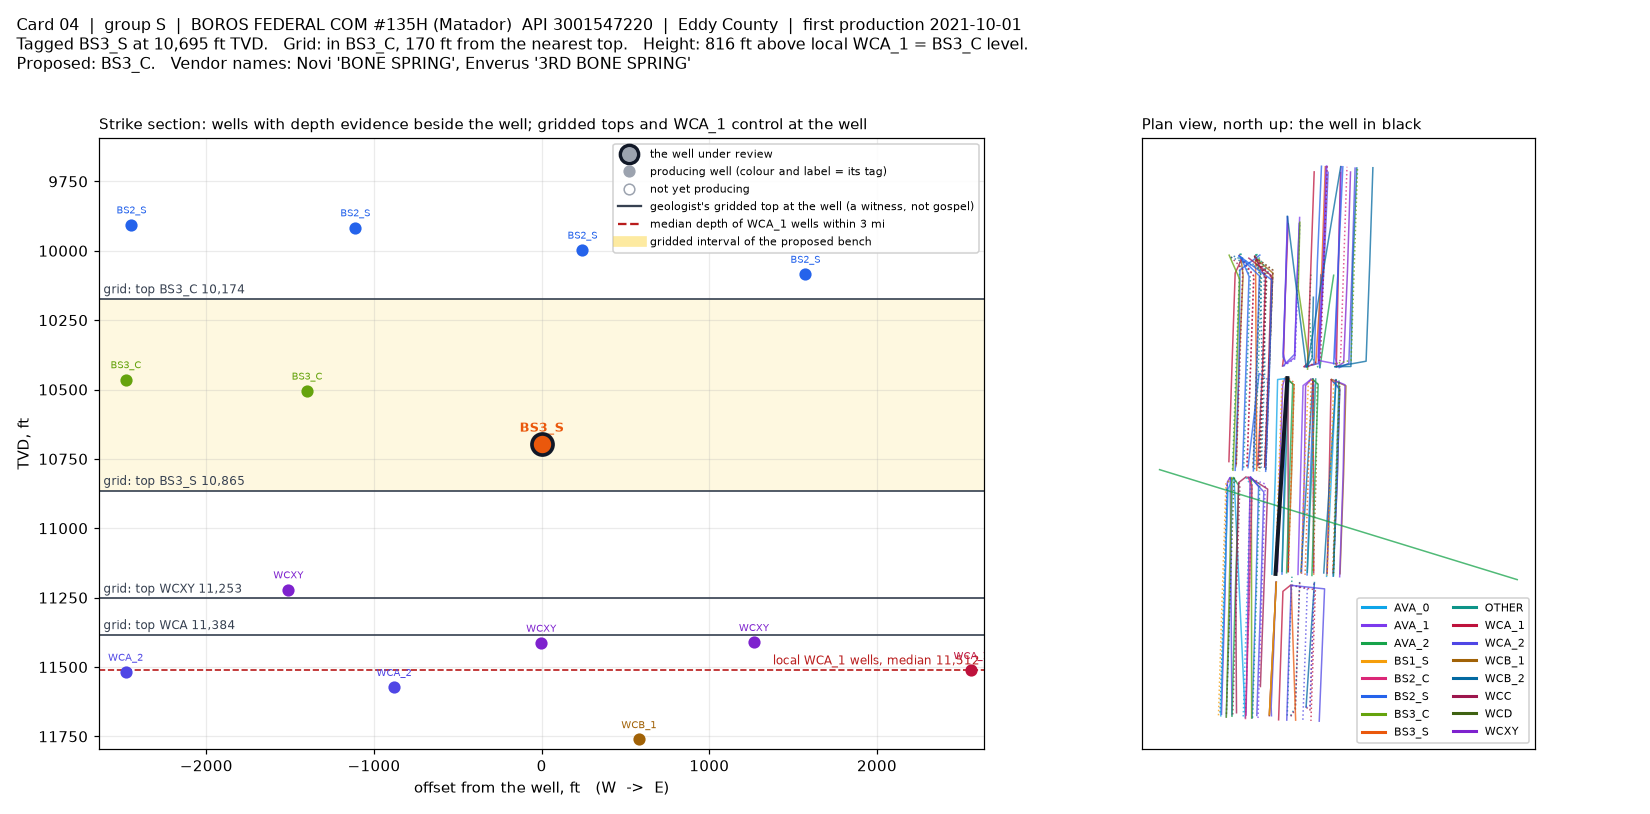 Card 04 | group S | BOROS FEDERAL COM #135H (Matador) API 3001547220 | Eddy County | first production 2021-10-01
Tagged BS3_S at 10,695 ft TVD. Grid: in BS3_C, 170 ft from the nearest top. Height: 816 ft above local WCA_1 = BS3_C level.
Proposed: BS3_C. Vendor names: Novi 'BONE SPRING', Enverus '3RD BONE SPRING'
Strike section: wells with depth evidence beside the well; gridded tops and WCA_1 control at the well
the well under review
producing well (colour and label = its tag)
not yet producing
geologist's gridded top at the well (a witness, not gospel)
median depth of WCA_1 wells within 3 mi
gridded interval of the proposed bench
BS2_S
BS2_S
BS2_S
BS2_S
grid: top BS3_C 10,174
BS3_C
BS3_C
BS3_S
grid: top BS3_S 10,865
WCXY
grid: top WCXY 11,253
grid: top WCA 11,384
WCXY
WCXY
WCA_2
local WCA_1 wells, median 11,512
WCA_2
WCB_1
9750
10000
10250
10500
10750
11000
11250
11500
11750
TVD, ft
−2000
−1000
0
1000
2000
offset from the well, ft (W -> E)
Plan view, north up: the well in black
AVA_0
AVA_1
AVA_2
BS1_S
BS2_C
BS2_S
BS3_C
BS3_S
OTHER
WCA_1
WCA_2
WCB_1
WCB_2
WCC
WCD
WCXY